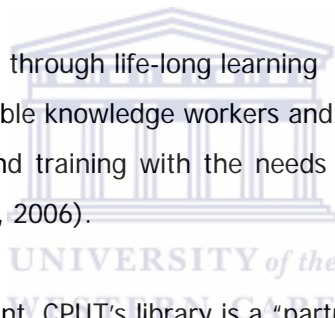 through life-long learning
ble knowledge workers and
nd training with the needs
, 2006).
UNIVERSITY of the
nt, CPUT's library is a "part